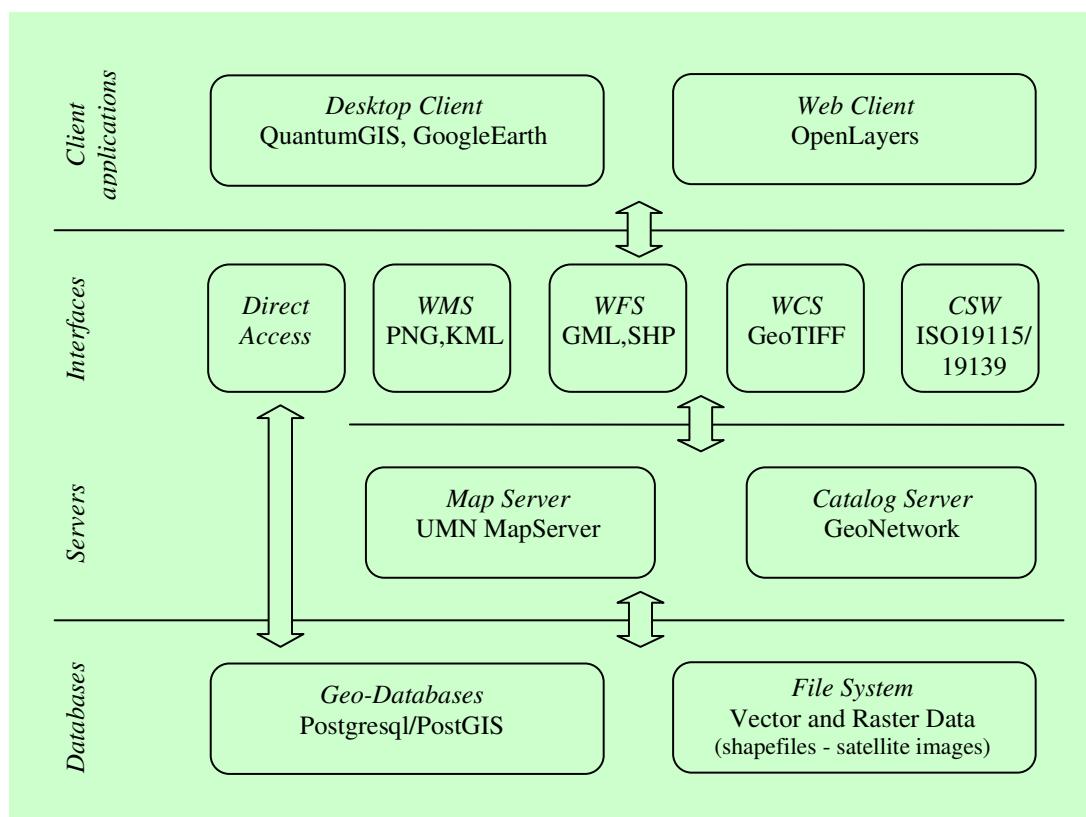 Client
applications
Desktop Client
QuantumGIS, GoogleEarth
Web Client
OpenLayers
Interfaces
Direct
Access
WMS
PNG,KML
WFS
GML,SHP
WCS
GeoTIFF
CSW
ISO19115/
19139
Servers
Map Server
UMN MapServer
Catalog Server
GeoNetwork
Databases
Geo-Databases
Postgresql/PostGIS
File System
Vector and Raster Data
(shapefiles - satellite images)